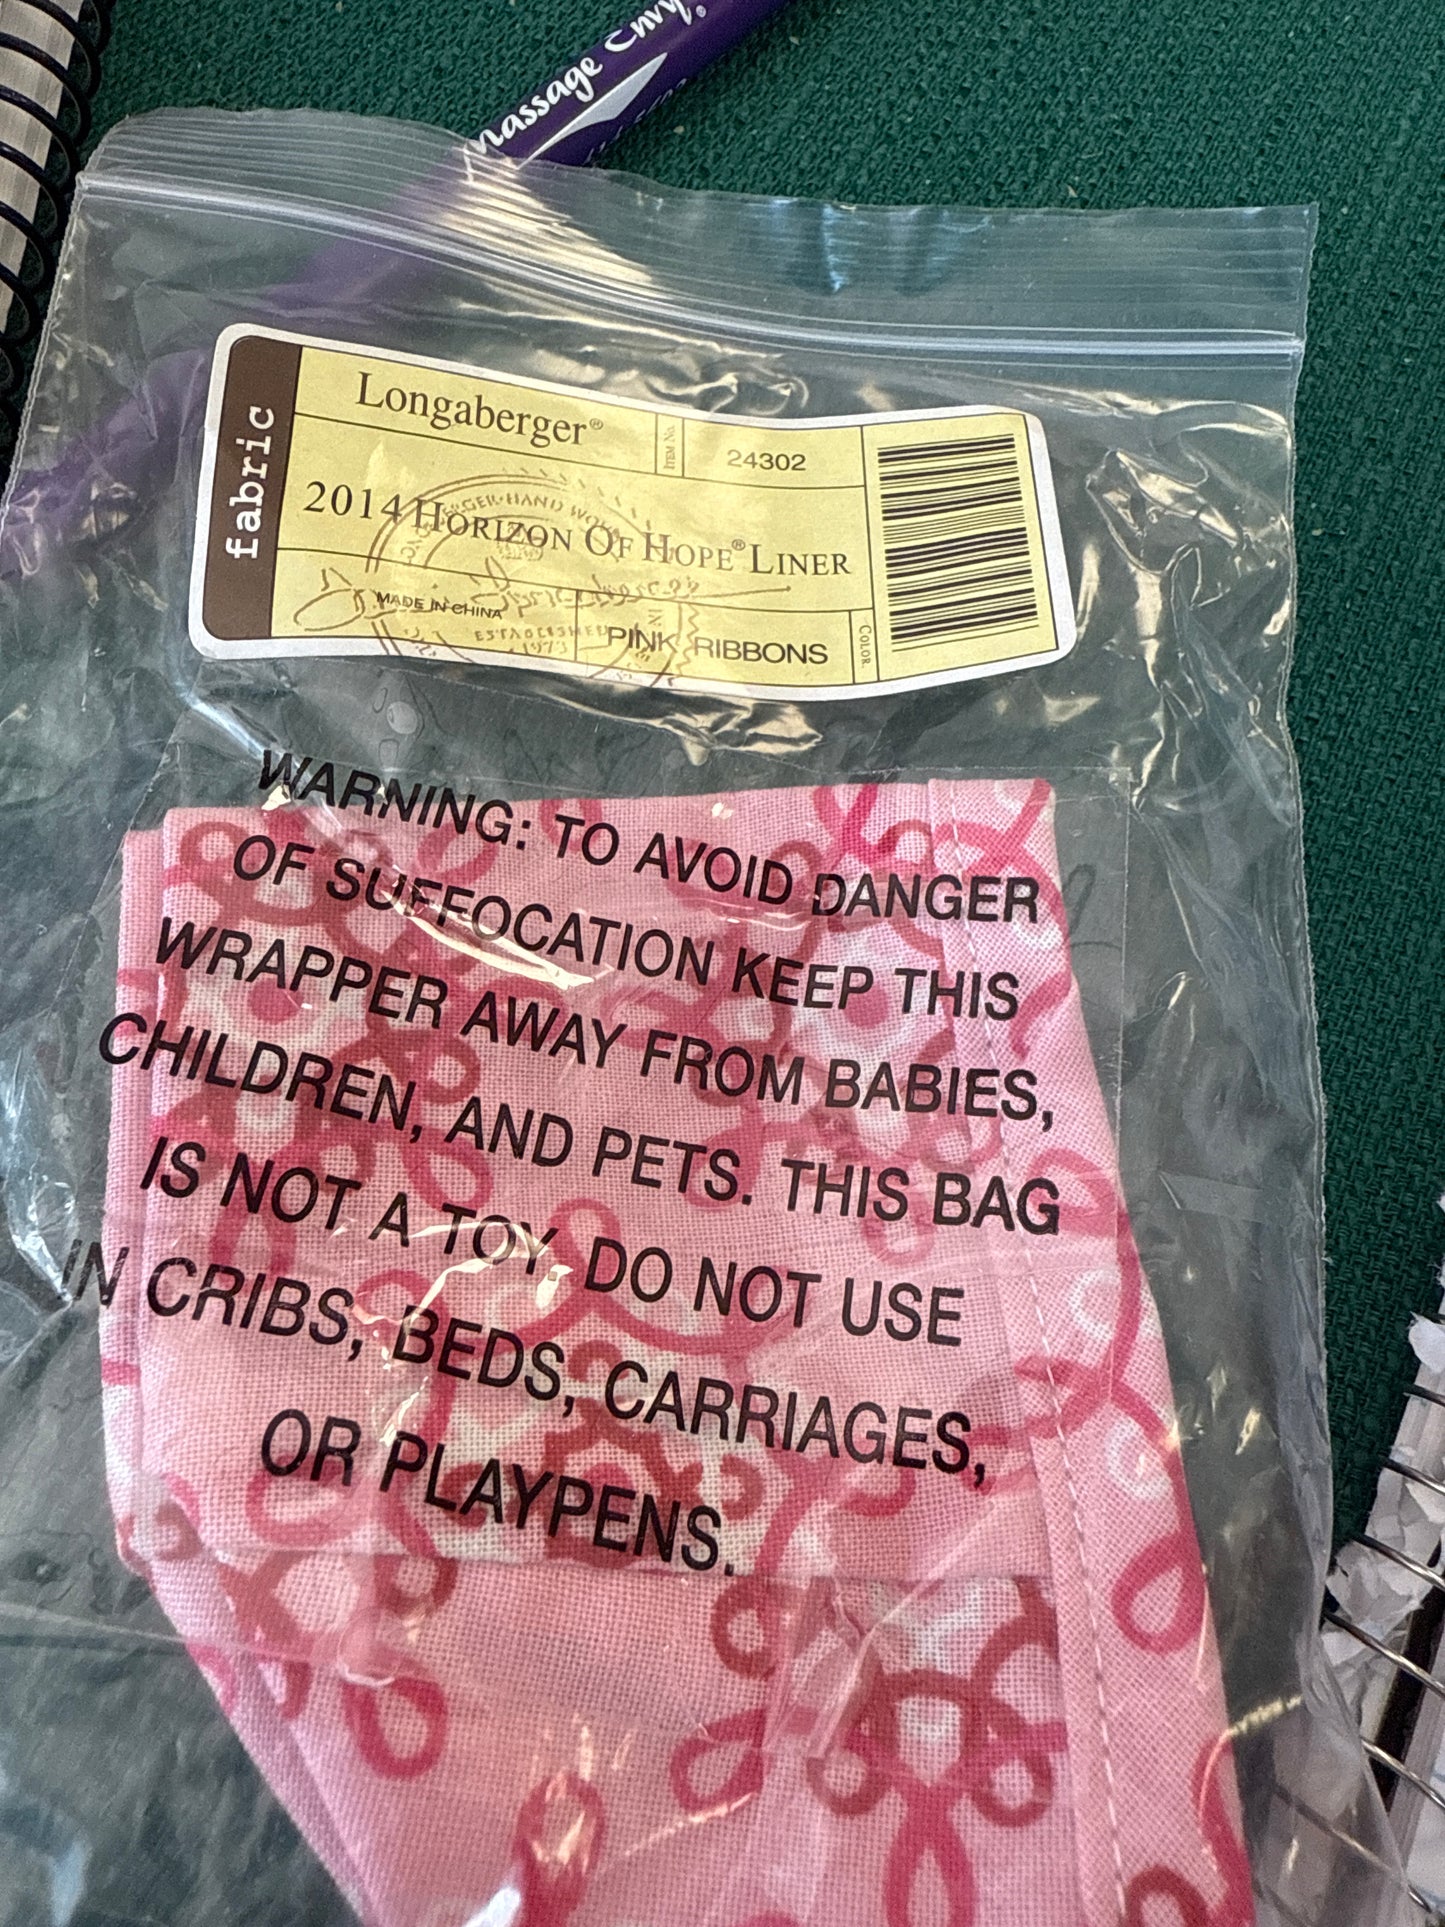 Massage Envy®
fabric
Longaberger®
ITEM No.
24302
2014 HORIZON OF HOPE® LINER
MADE IN CHINA
PINK RIBBONS
COLOR
ESTABLISHED
1973
WARNING: TO AVOID DANGER
OF SUFFOCATION KEEP THIS
WRAPPER AWAY FROM BABIES,
CHILDREN, AND PETS. THIS BAG
IS NOT A TOY. DO NOT USE
IN CRIBS, BEDS, CARRIAGES,
OR PLAYPENS.